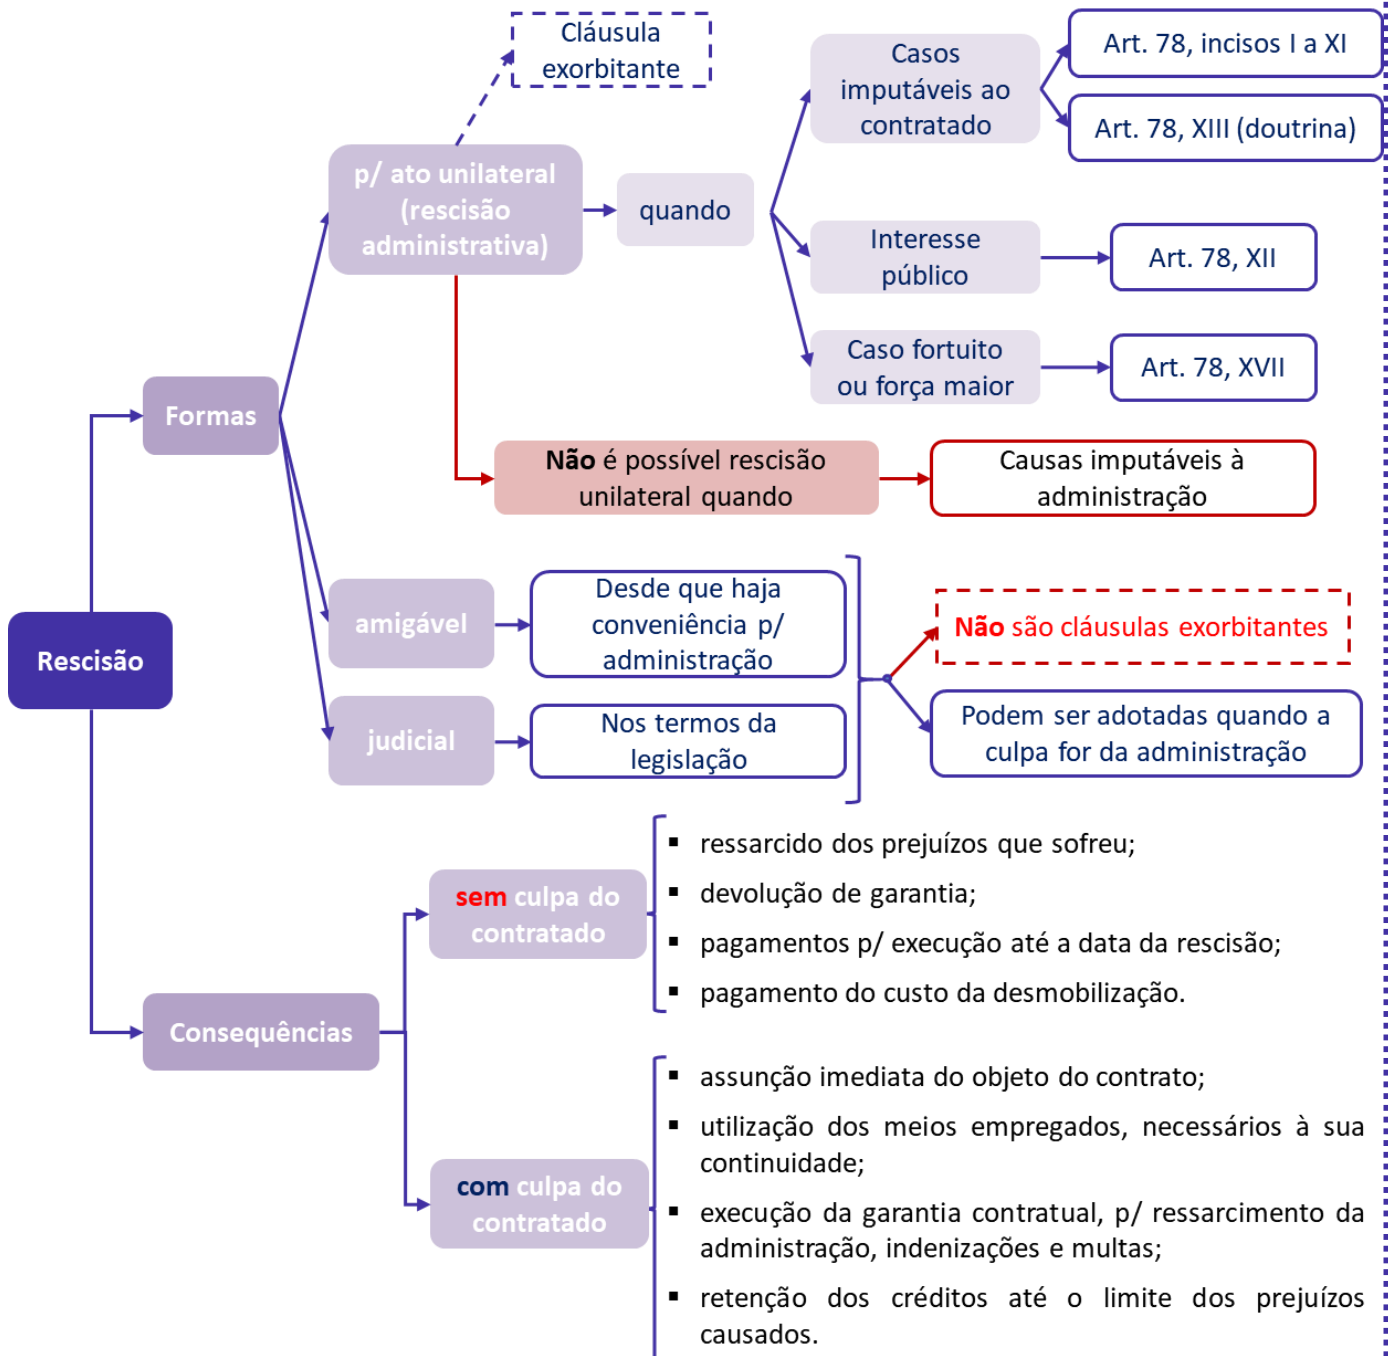 Cláusula
exorbitante
Casos
imputáveis ao
contratado
Art. 78, incisos I a XI
Art. 78, XIII (doutrina)
p/ ato unilateral
(rescisão
administrativa)
quando
Interesse
público
Art. 78, XII
Caso fortuito
ou força maior
Art. 78, XVII
Formas
Não é possível rescisão
unilateral quando
Causas imputáveis à
administração
Rescisão
amigável
Desde que haja
conveniência p/
administração
judicial
Nos termos da
legislação
Não são cláusulas exorbitantes
Podem ser adotadas quando a
culpa for da administração
Consequências
sem culpa do
contratado
▪ ressarcido dos prejuízos que sofreu;
▪ devolução de garantia;
▪ pagamentos p/ execução até a data da rescisão;
▪ pagamento do custo da desmobilização.
com culpa do
contratado
▪ assunção imediata do objeto do contrato;
▪ utilização dos meios empregados, necessários à sua
continuidade;
▪ execução da garantia contratual, p/ ressarcimento da
administração, indenizações e multas;
▪ retenção dos créditos até o limite dos prejuízos
causados.